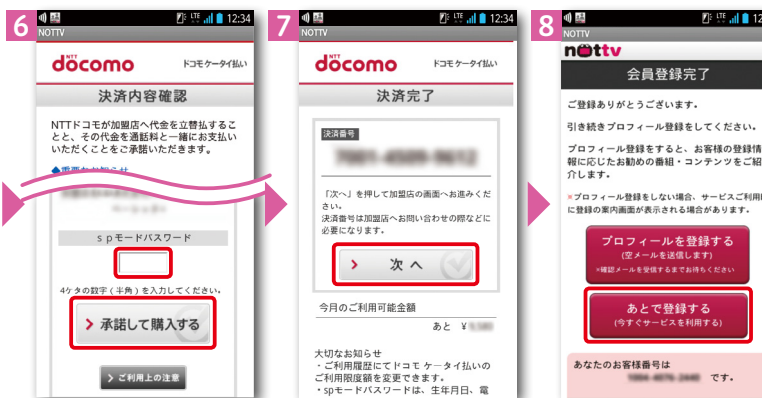 6
LTE 12:34
NOTTV
NTT
döcomo ドコモ ケータイ払い
決済内容確認
NTTドコモが加盟店へ代金を立替払するこ
とと、その代金を通話料と一緒にお支払い
いただくことをご承諾いただきます。
◆重要なお知らせ
spモードパスワード
4ケタの数字(半角)を入力してください。
承諾して購入する
ご利用上の注意
7
LTE 12:34
NOTTV
NTT
döcomo ドコモ ケータイ払い
決済完了
決済番号
「次へ」を押して加盟店の画面へお進みくだ
さい。
決済番号は加盟店へお問い合わせの際などに
必要になります。
次 へ
今月のご利用可能金額
あと ¥
大切なお知らせ
・ご利用履歴にてドコモ ケータイ払いの
ご利用限度額を変更できます。
・spモードパスワードは、生年月日、電
8
LTE 12
NOTTV
nottv
会員登録完了
ご登録ありがとうございます。
引き続きプロフィール登録をしてください。
プロフィール登録をすると、お客様の登録情
報に応じたお勧めの番組・コンテンツをご紹
介します。
×プロフィール登録をしない場合、サービスご利用
に登録の案内画面が表示される場合があります。
プロフィールを登録する
(空メールを送信します)
×確認メールを受信するまでお待ちください
あとで登録する
(今すぐサービスを利用する)
あなたのお客様番号は
です。